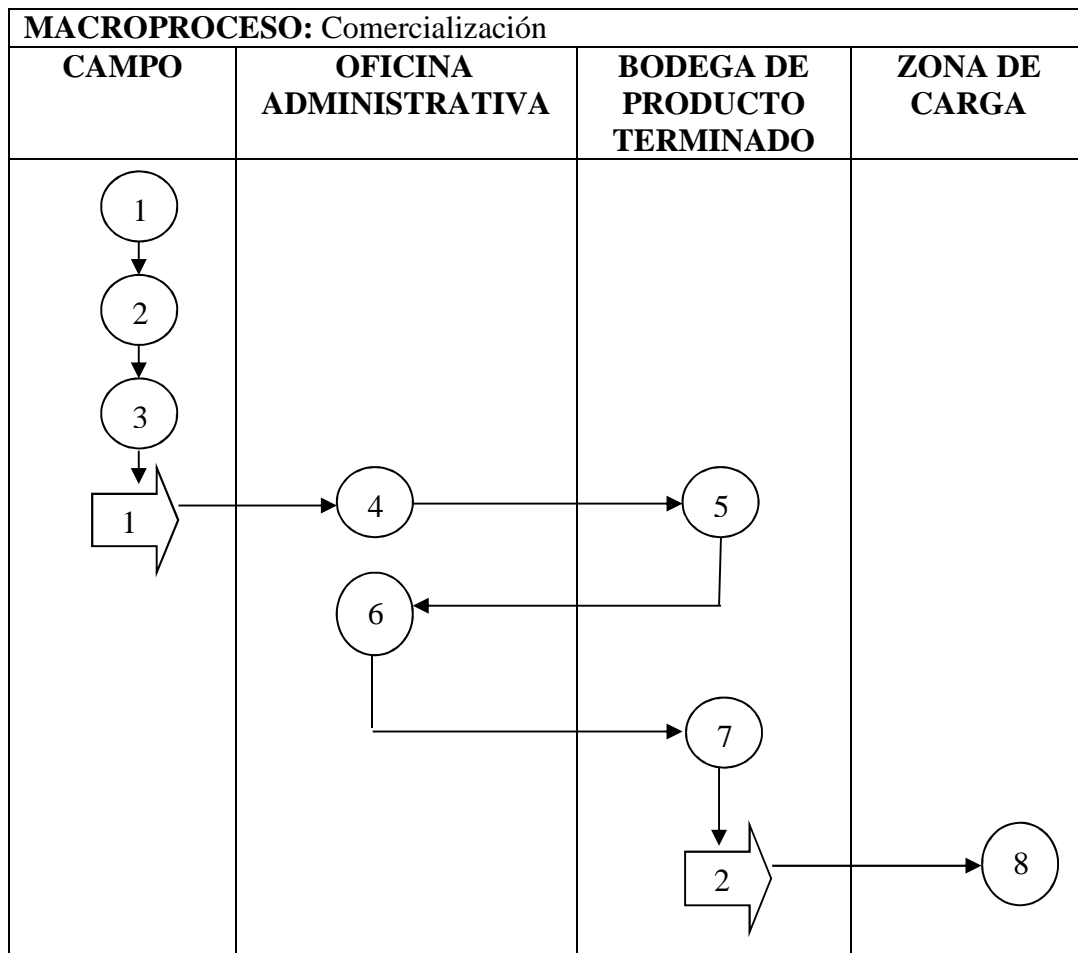 MACROPROCESO: Comercialización
CAMPO
OFICINA
ADMINISTRATIVA
BODEGA DE
PRODUCTO
TERMINADO
ZONA DE
CARGA
1
2
3
1
4
5
6
7
2
8